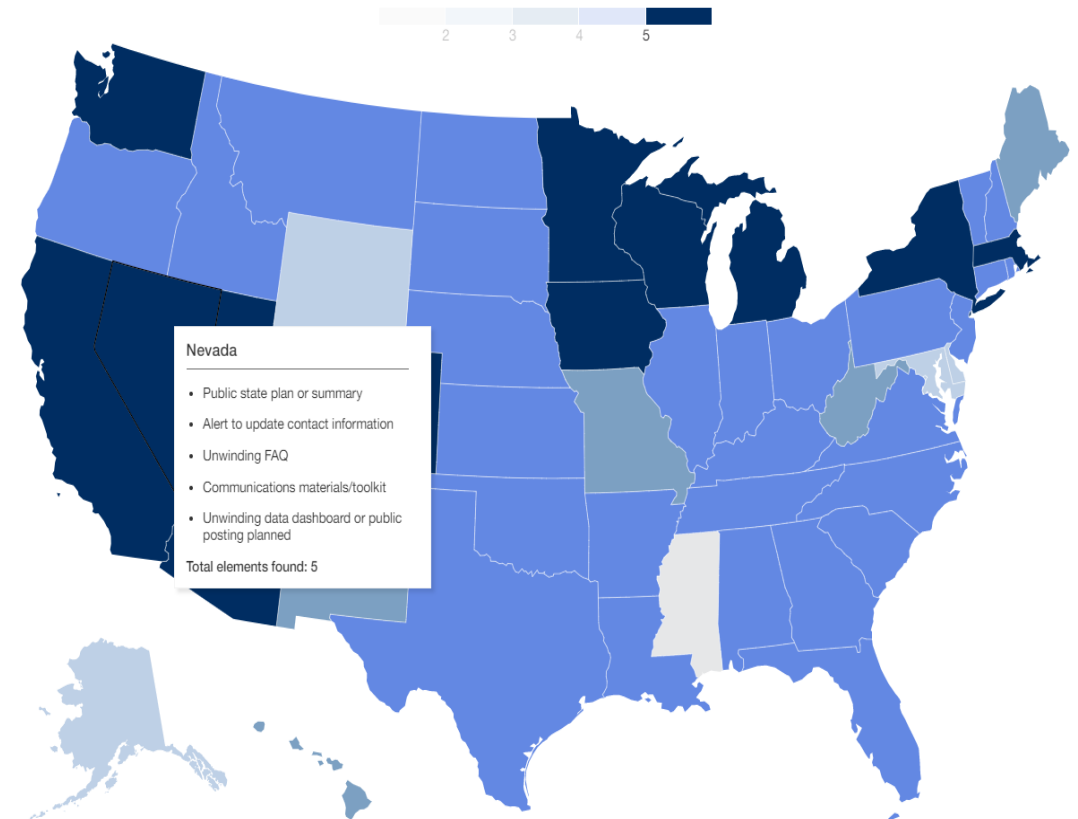 2 3 4 5
Nevada
• Public state plan or summary
• Alert to update contact information
• Unwinding FAQ
• Communications materials/toolkit
• Unwinding data dashboard or public
posting planned
Total elements found: 5